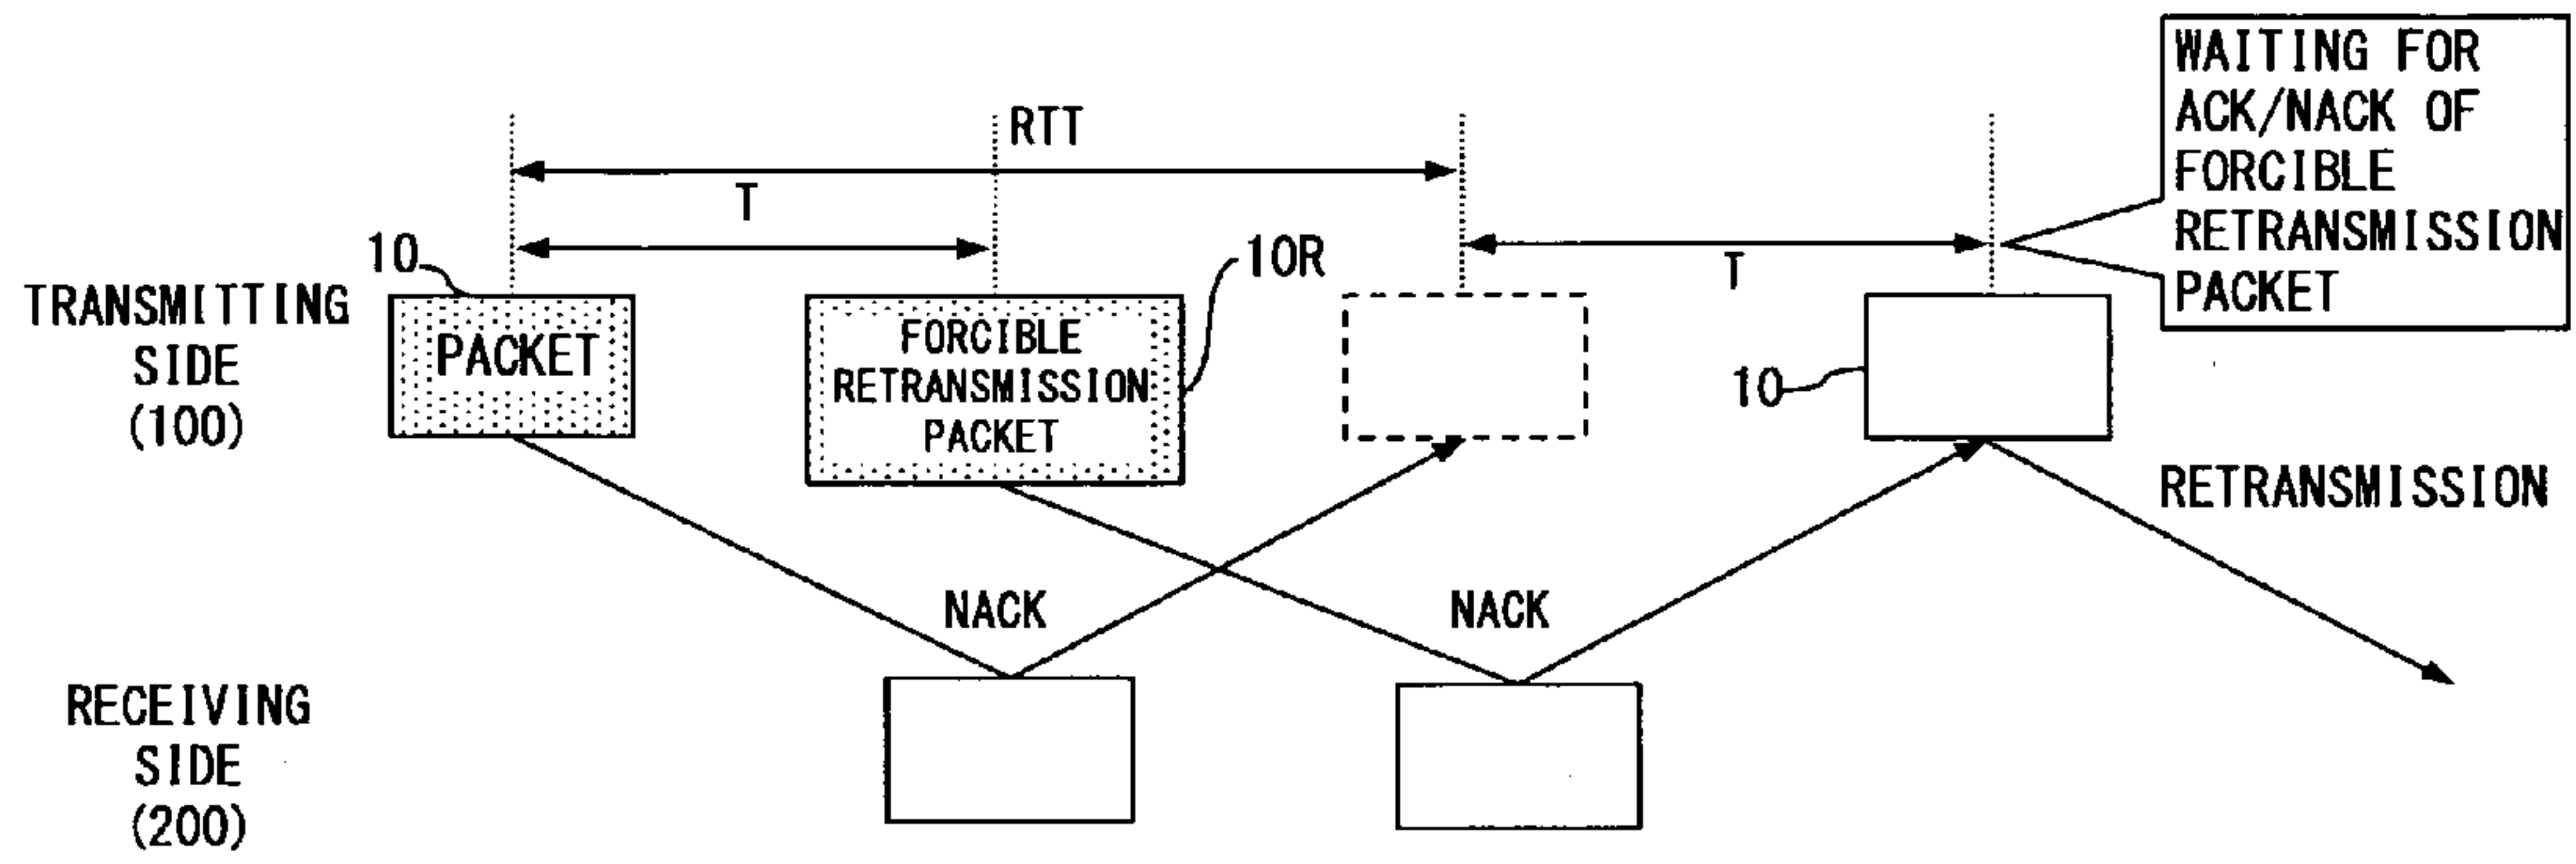 WAITING FOR
ACK/NACK OF
FORCIBLE
RETRANSMISSION
PACKET
RTT
T
T
10
10R
TRANSMITTING
SIDE
(100)
PACKET
FORCIBLE
RETRANSMISSION
PACKET
10
RETRANSMISSION
NACK
NACK
RECEIVING
SIDE
(200)